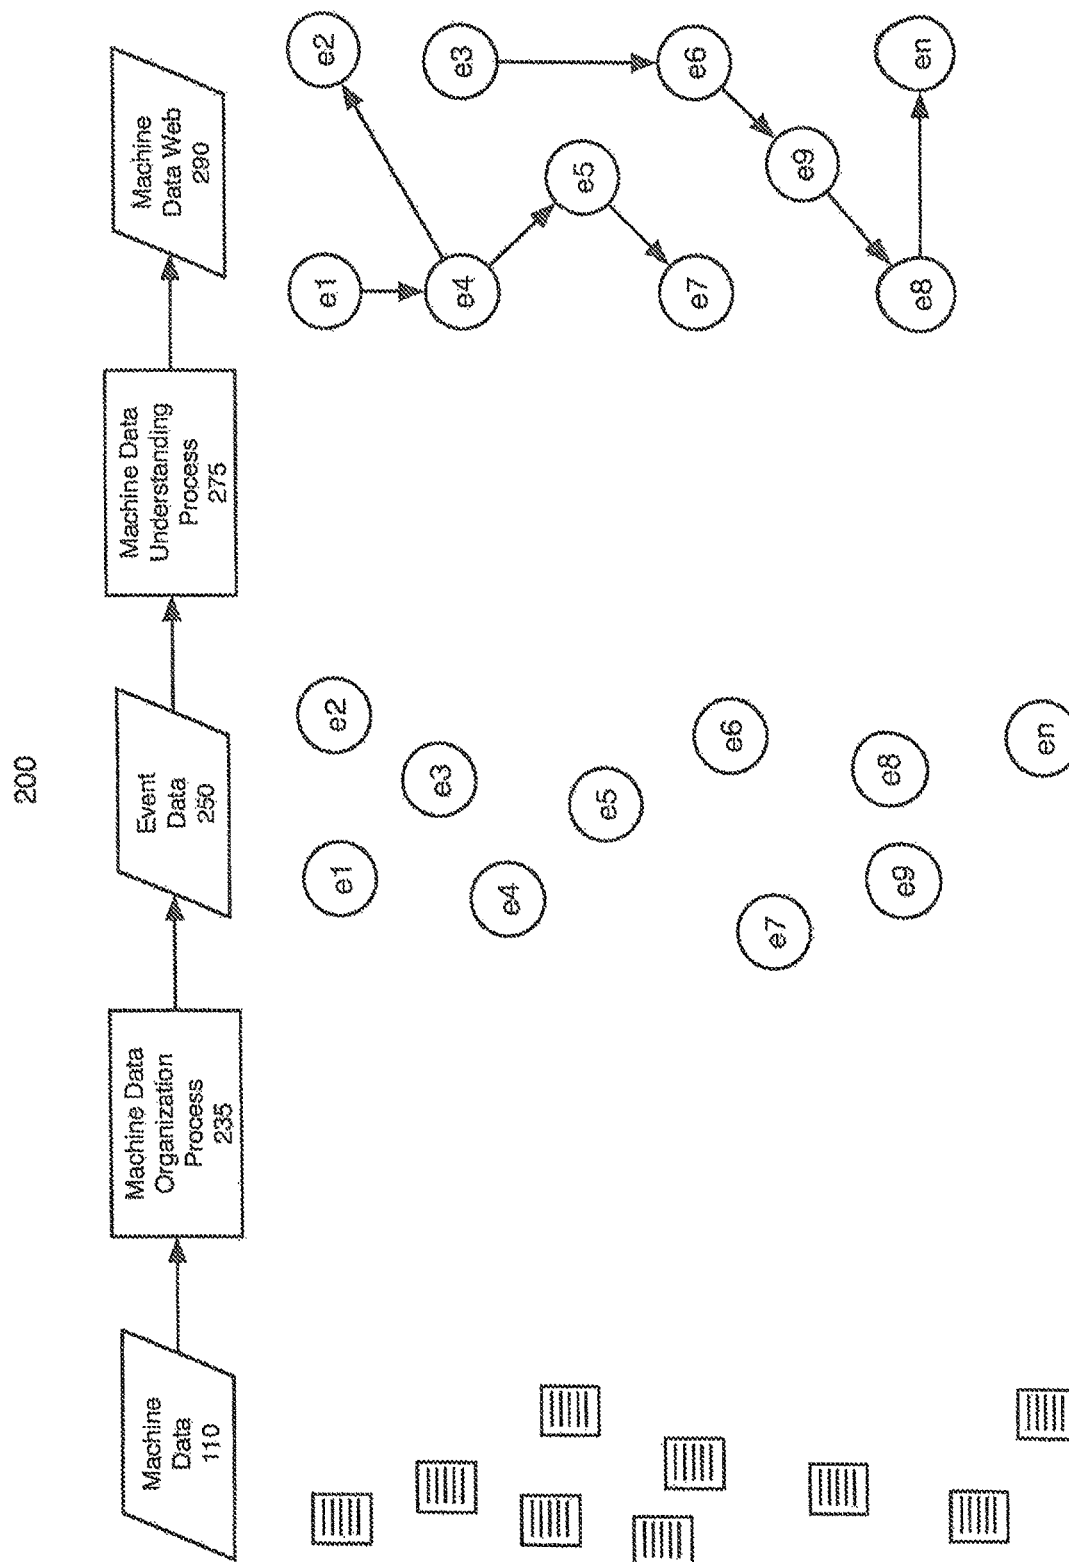 200
Machine
Data
110
Machine Data
Organization
Process
235
Event
Data
250
Machine Data
Understanding
Process
275
Machine
Data Web
290
e1
e2
e3
e4
e5
e6
e7
e8
e9
en
e1
e2
e3
e4
e5
e6
e7
e9
e8
en